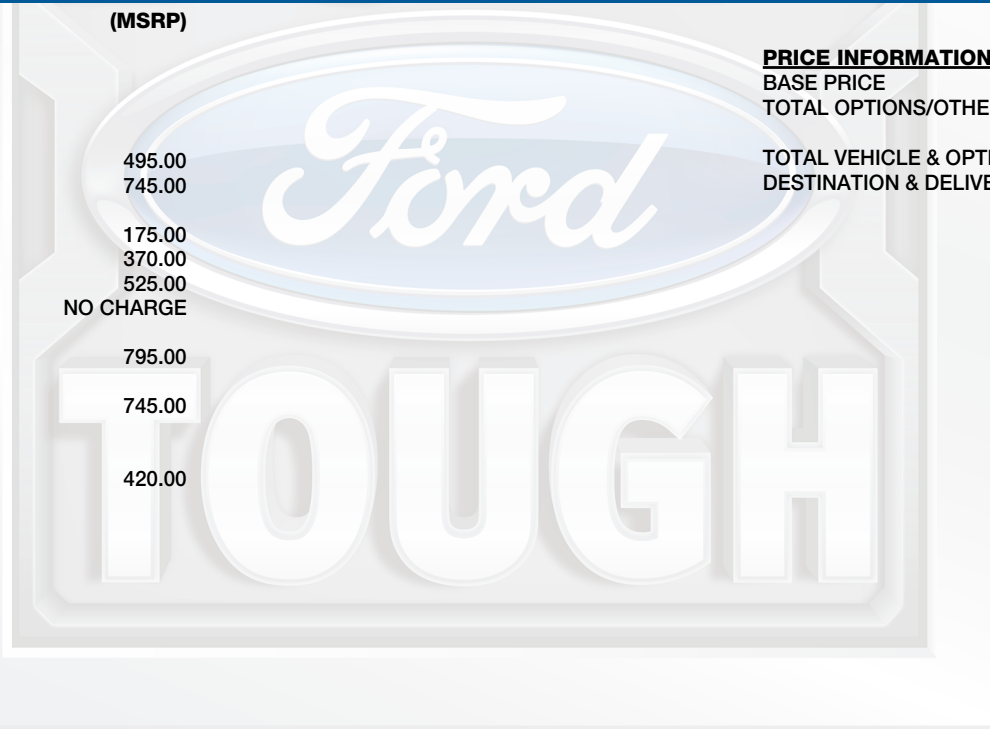 (MSRP)
495.00
745.00
175.00
370.00
525.00
NO CHARGE
795.00
745.00
420.00
PRICE INFORMATION
BASE PRICE
TOTAL OPTIONS/OTHE
TOTAL VEHICLE & OPTI
DESTINATION & DELIVE
Ford
TOUGH